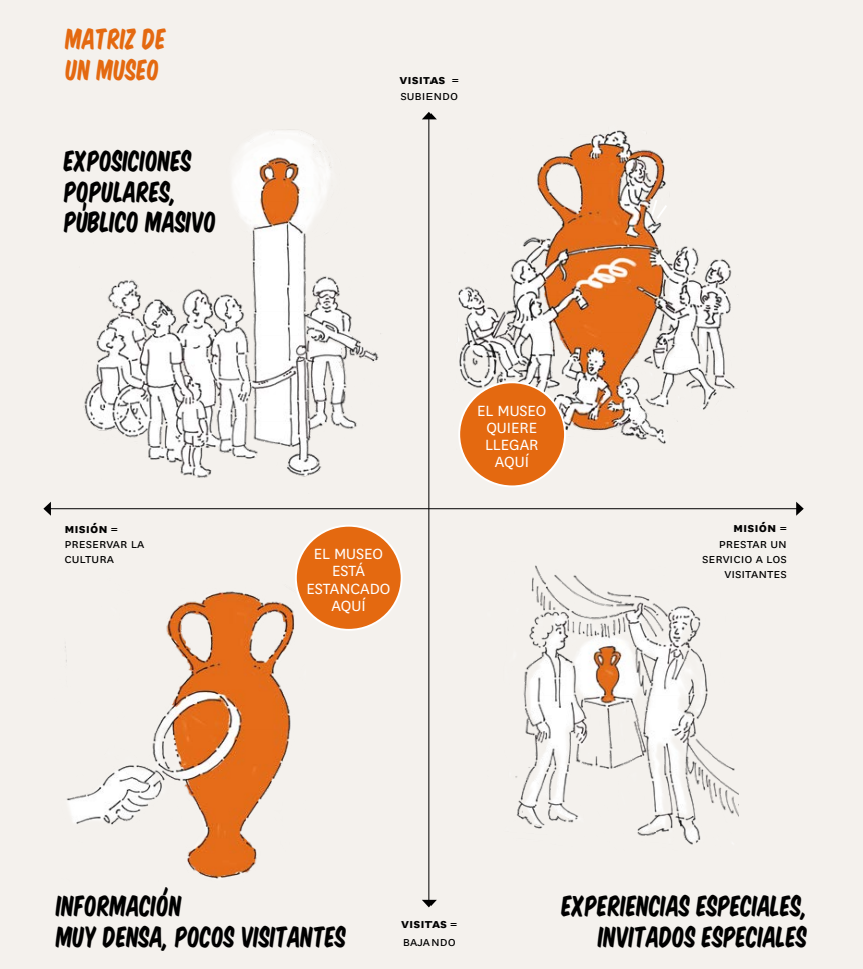 MATRIZ DE
UN MUSEO
VISITAS =
SUBIENDO
EXPOSICIONES
POPULARES,
PÚBLICO MASIVO
EL MUSEO
QUIERE
LLEGAR
AQUÍ
MISIÓN =
PRESERVAR LA
CULTURA
MISIÓN =
PRESTAR UN
SERVICIO A LOS
VISITANTES
EL MUSEO
ESTÁ
ESTANCADO
AQUÍ
INFORMACIÓN
MUY DENSA, POCOS VISITANTES
VISITAS =
BAJANDO
EXPERIENCIAS ESPECIALES,
INVITADOS ESPECIALES